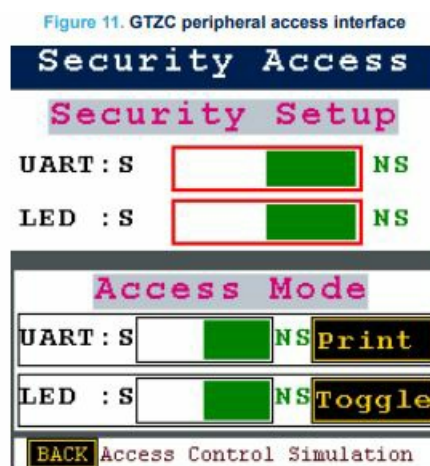 Figure 11. GTZC peripheral access interface
Security Access
Security Setup
UART : S NS
LED : S NS
Access Mode
UART : S NS Print
LED : S NS Toggle
BACK Access Control Simulation